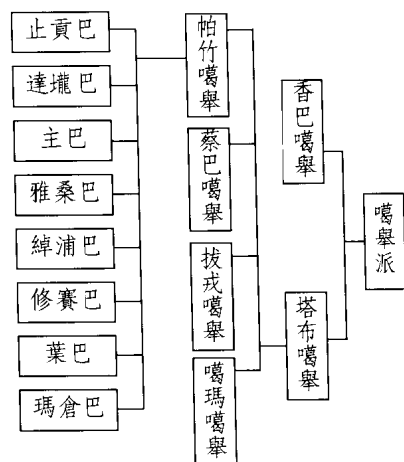 噶舉派
香巴噶舉
塔布噶舉
帕竹噶舉
蔡巴噶舉
拔戎噶舉
噶瑪噶舉
止貢巴
達壠巴
主巴
雅桑巴
綽浦巴
修賽巴
葉巴
瑪倉巴